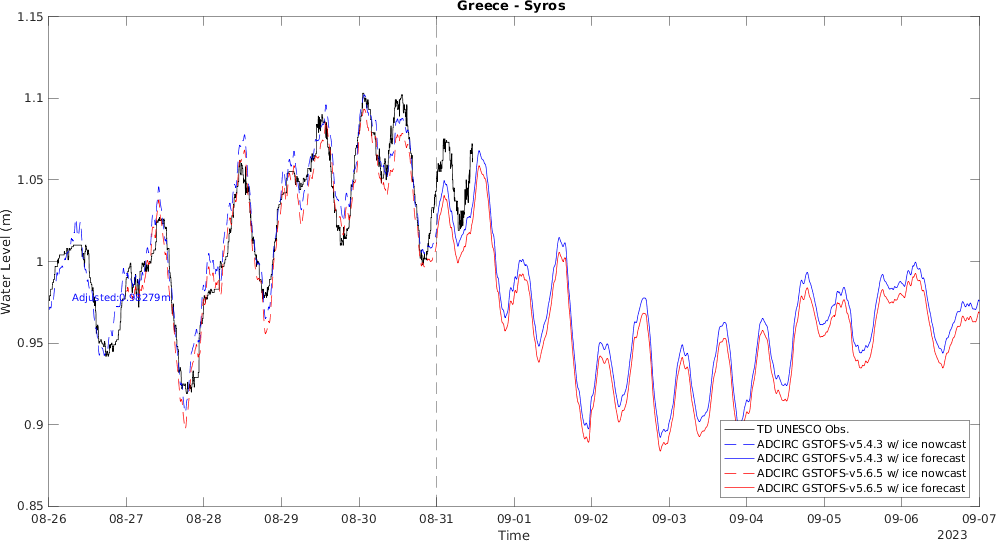 Greece - Syros
1.15
1.1
1.05
1
0.95
0.9
0.85
Water Level (m)
Adjusted:0.98279m
TD UNESCO Obs.
ADCIRC GSTOFS-v5.4.3 w/ ice nowcast
ADCIRC GSTOFS-v5.4.3 w/ ice forecast
ADCIRC GSTOFS-v5.6.5 w/ ice nowcast
ADCIRC GSTOFS-v5.6.5 w/ ice forecast
08-26 08-27 08-28 08-29 08-30 08-31 09-01 09-02 09-03 09-04 09-05 09-06 09-07
Time
2023